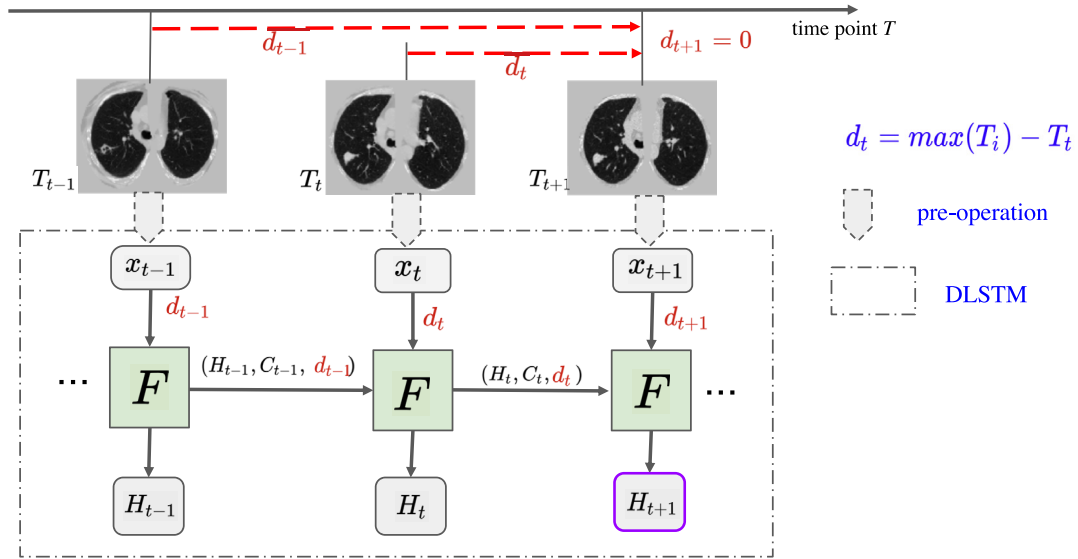 time point T
d_{t-1}
d_{t+1} = 0
d_t
T_{t-1}
T_t
T_{t+1}
d_t = max(T_i) − T_t
pre-operation
DLSTM
x_{t-1}
x_t
x_{t+1}
d_{t-1}
d_t
d_{t+1}
(H_{t-1}, C_{t-1}, d_{t-1})
(H_t, C_t, d_t)
... F F F ...
H_{t-1}
H_t
H_{t+1}